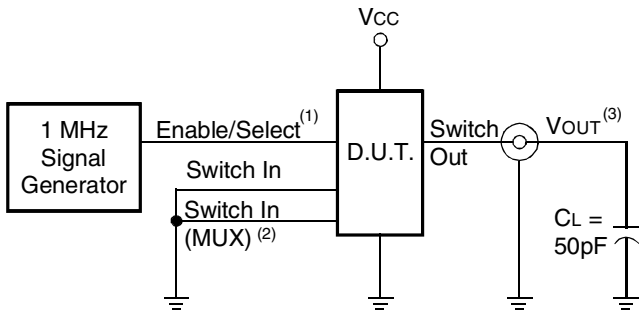 VCC
1 MHz
Signal
Generator
Enable/Select(1)
D.U.T.
Switch
Out
VOUT(3)
Switch In
Switch In
(MUX)(2)
CL =
50pF